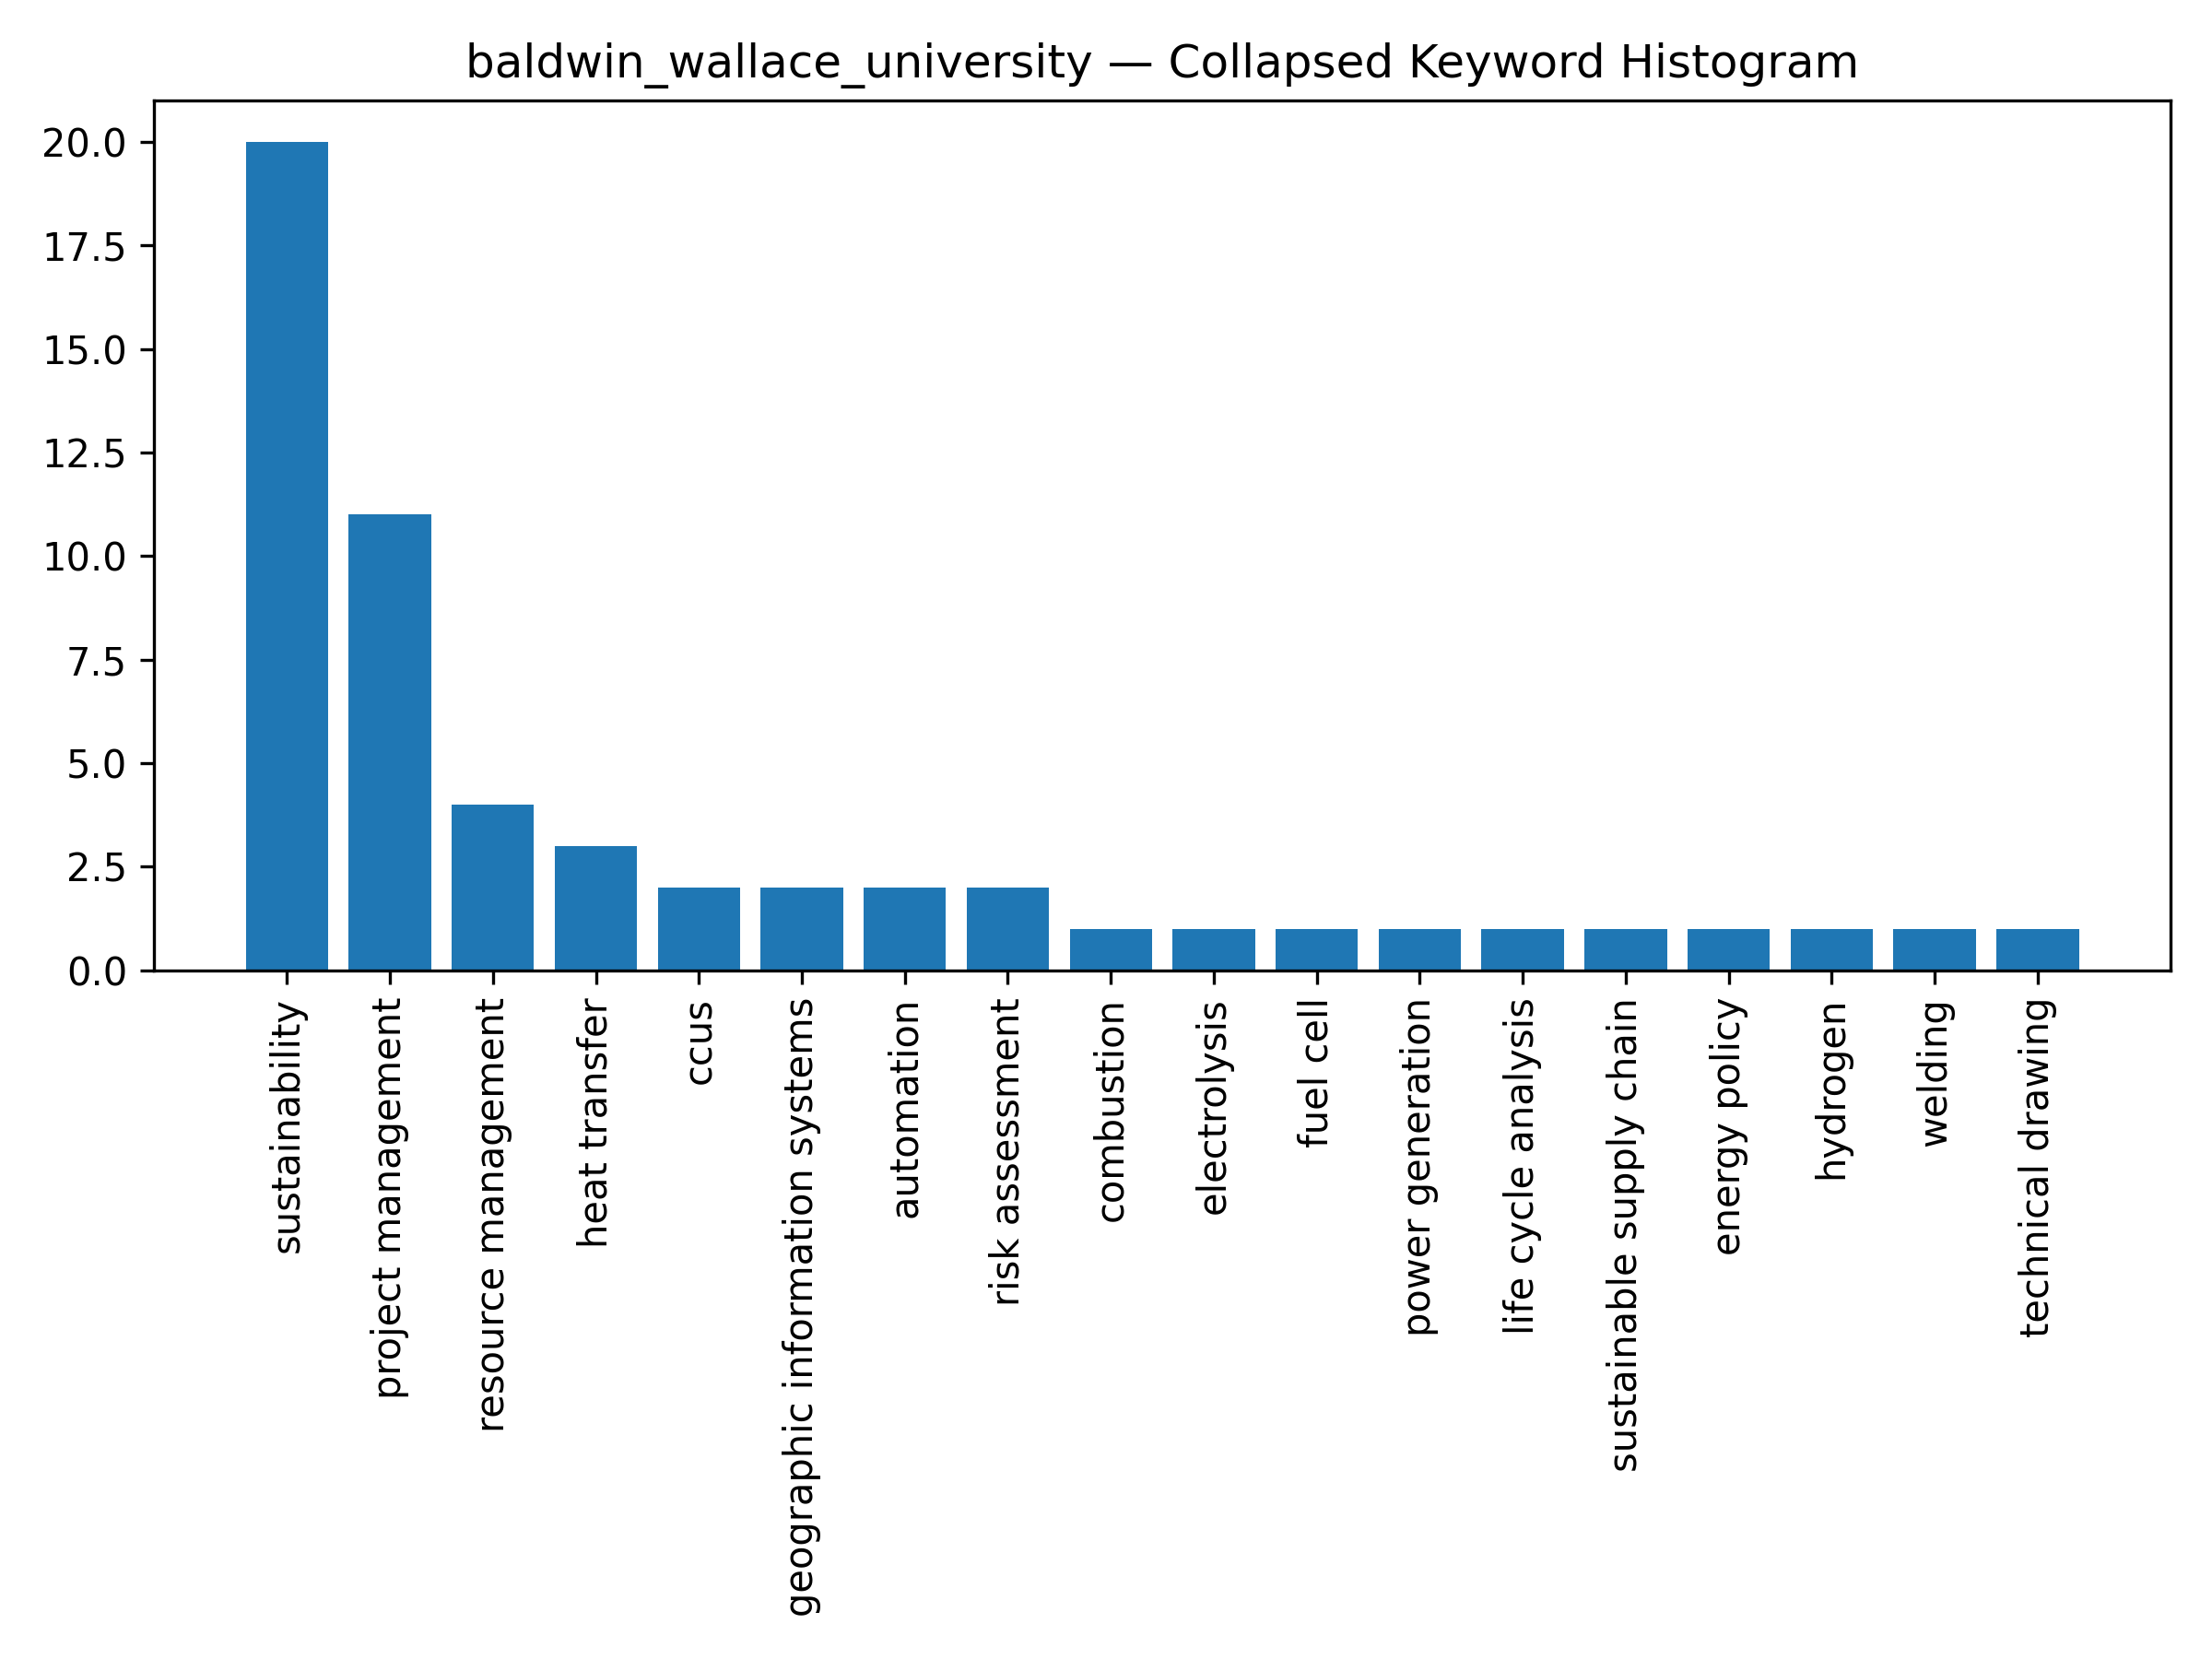 baldwin_wallace_university — Collapsed Keyword Histogram
20.0
17.5
15.0
12.5
10.0
7.5
5.0
2.5
0.0
sustainability
project management
resource management
heat transfer
ccus
geographic information systems
automation
risk assessment
combustion
electrolysis
fuel cell
power generation
life cycle analysis
sustainable supply chain
energy policy
hydrogen
welding
technical drawing